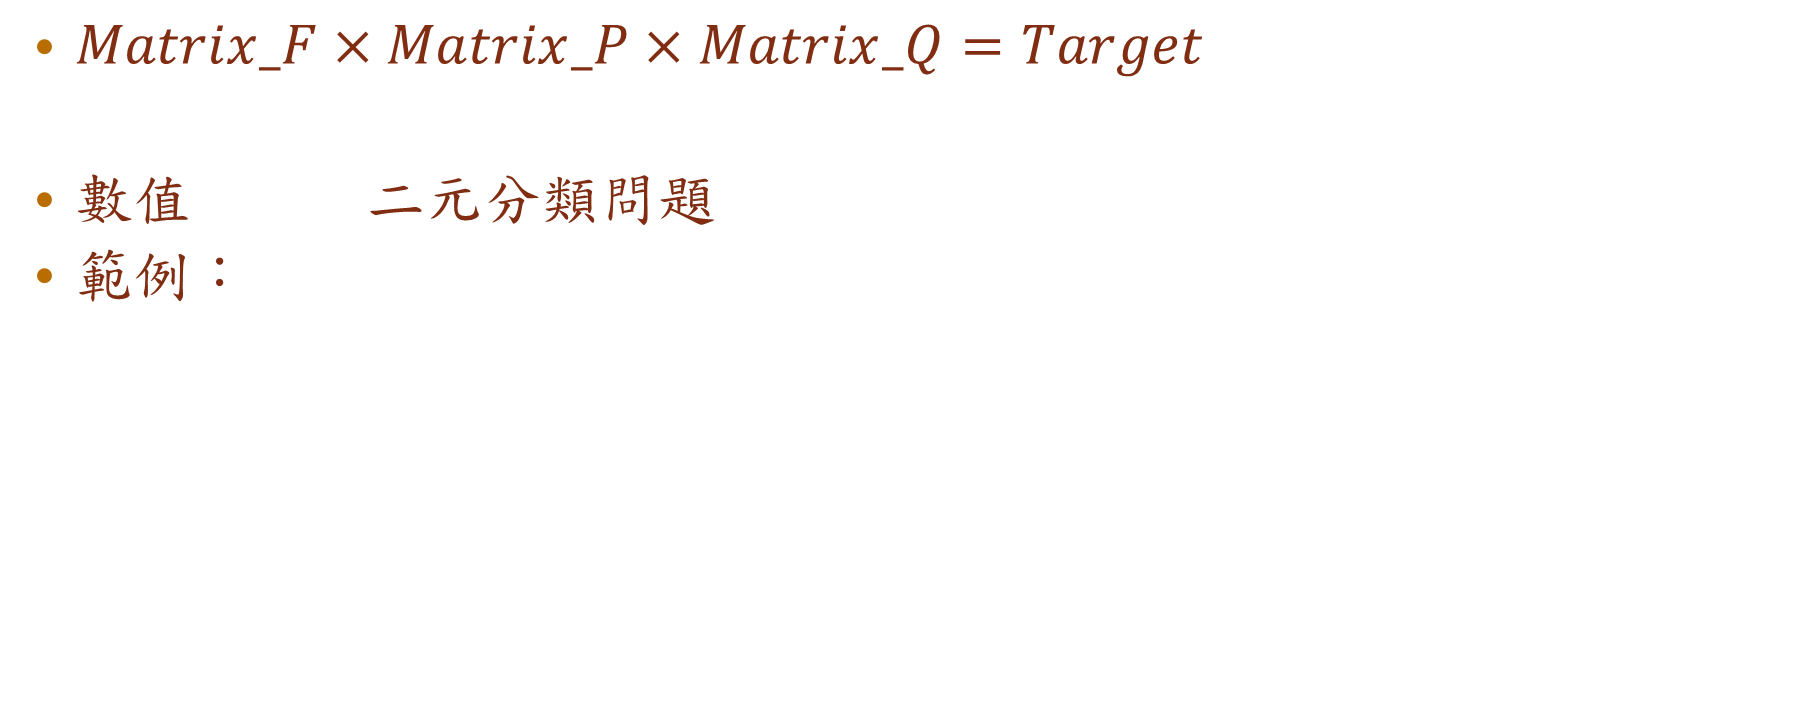 • Matrix_F × Matrix_P × Matrix_Q = Target
• 數值 二元分類問題
• 範例：